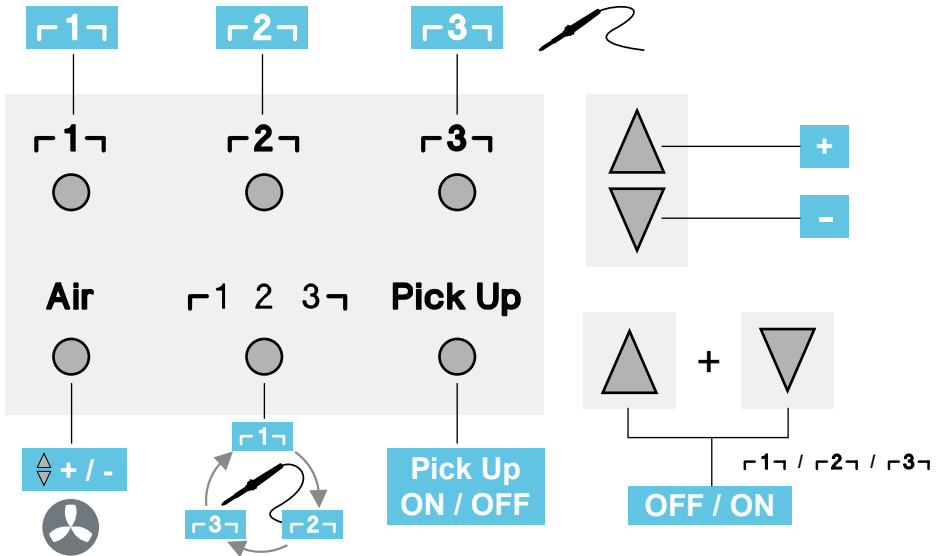 ┌1┐ ┌2┐ ┌3┐
┌1┐ ┌2┐ ┌3┐
+
-
Air ┌1 2 3┐ Pick Up
+
┌1┐
+ / -
Pick Up
ON / OFF
┌1┐ / ┌2┐ / ┌3┐
OFF / ON
┌3┐ ┌2┐